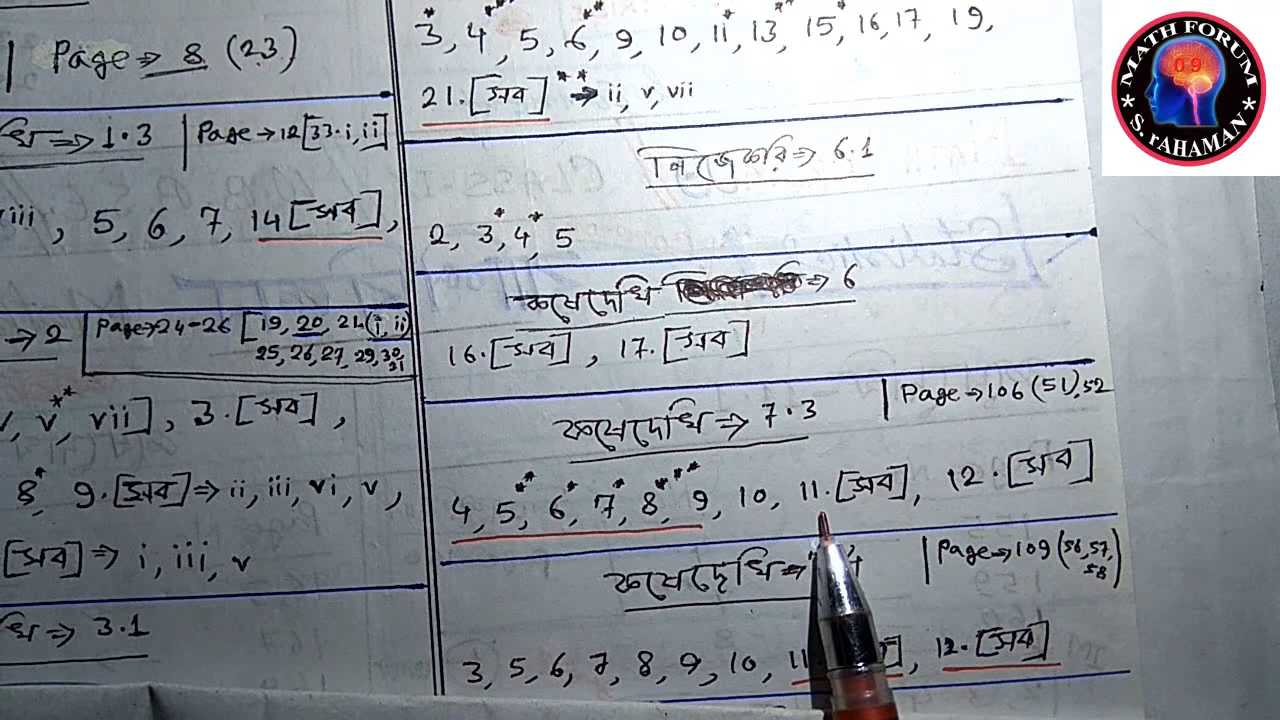 Page → 8 (23)
⇒ 1.3 | Page → 12 [33. i, ii]
viii, 5, 6, 7, 14 [সব],
→ 2 | Page → 24-26 [19, 20, 21 (i, ii)
25, 26, 27, 29, 30, 31
v, v**, vii], 3. [সব],
8*, 9. [সব] ⇒ ii, iii, vi, v,
[সব] ⇒ i, iii, v
⇒ 3.1
3*, 4***, 5, 6**, 9, 10, 11*, 13**, 15*, 16, 17, 19,
21. [সব] ** → ii, v, vii
নিজেকরি ⇒ 6.1
2, 3*, 4*, 5
কষেদেখি ⇒ 6
16. [সব], 17. [সব]
কষেদেখি ⇒ 7.3 | Page → 106 (51), 52
4, 5**, 6*, 7*, 8***, 9, 10, 11. [সব], 12. [সব]
কষেদেখি ⇒ | Page → 109 (56, 57, 58)
3, 5, 6, 7, 8, 9, 10, 11 ], 12. [সব]
MATH FORUM
09
* S. rAHAMAN *